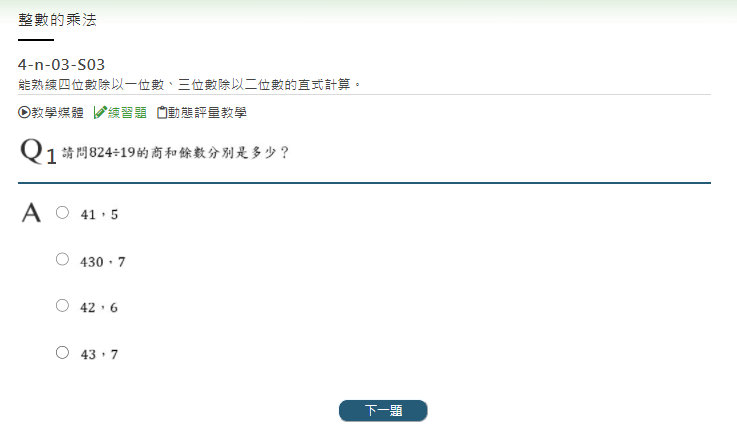 整數的乘法
4-n-03-S03
能熟練四位數除以一位數、三位數除以二位數的直式計算。
教學媒體 練習題 動態評量教學
Q1 請問824÷19的商和餘數分別是多少？
A 41，5
430，7
42，6
43，7
下一題